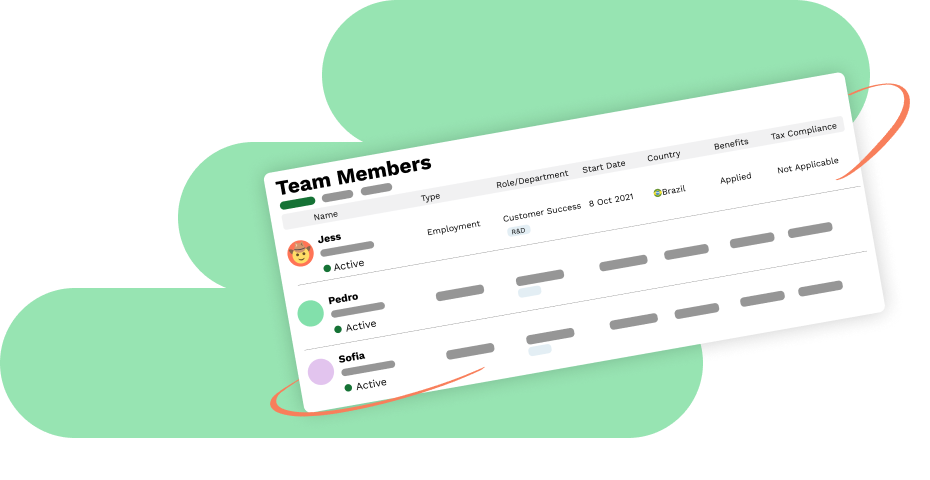 Team Members
Name Type Role/Department Start Date Country Benefits Tax Compliance
Jess Employment Customer Success 8 Oct 2021 Brazil Applied Not Applicable
R&D
Active
Pedro
Active
Sofia
Active